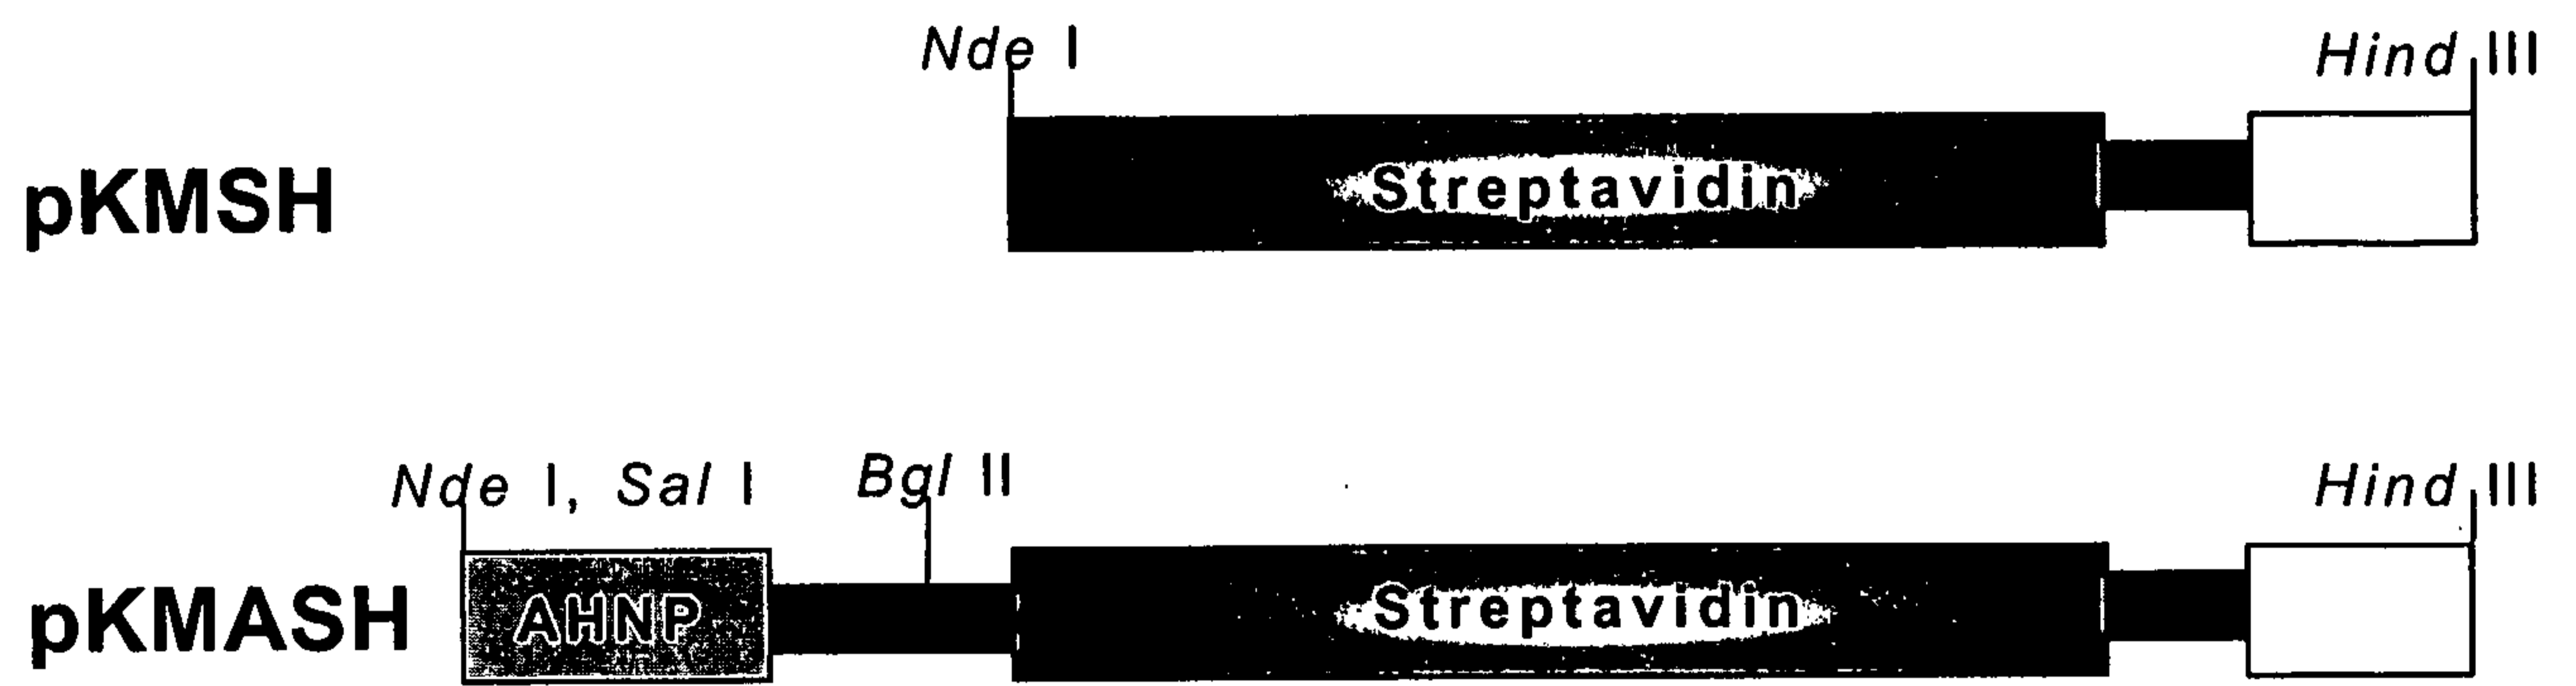 Nde I
Hind III
pKMSH
Streptavidin
Nde I, Sal I
Bgl II
Hind III
pKMASH
AHNP
Streptavidin